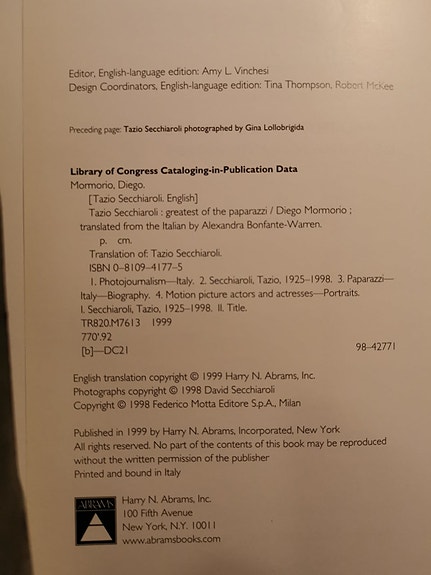 Editor, English-language edition: Amy L. Vinchesi
Design Coordinators, English-language edition: Tina Thompson, Robert McKee
Preceding page: Tazio Secchiaroli photographed by Gina Lollobrigida
Library of Congress Cataloging-in-Publication Data
Mormorio, Diego.
[Tazio Secchiaroli. English]
Tazio Secchiaroli : greatest of the paparazzi / Diego Mormorio ;
translated from the Italian by Alexandra Bonfante-Warren.
p. cm.
Translation of: Tazio Secchiaroli.
ISBN 0-8109-4177-5
1. Photojournalism—Italy. 2. Secchiaroli, Tazio, 1925-1998. 3. Paparazzi—
Italy—Biography. 4. Motion picture actors and actresses—Portraits.
I. Secchiaroli, Tazio, 1925-1998. II. Title.
TR820.M7613 1999
770'.92
[b]—DC21 98-42771
English translation copyright © 1999 Harry N. Abrams, Inc.
Photographs copyright © 1998 David Secchiaroli
Copyright © 1998 Federico Motta Editore S.p.A., Milan
Published in 1999 by Harry N. Abrams, Incorporated, New York
All rights reserved. No part of the contents of this book may be reproduced
without the written permission of the publisher
Printed and bound in Italy
ABRAMS
Harry N. Abrams, Inc.
100 Fifth Avenue
New York, N.Y. 10011
www.abramsbooks.com